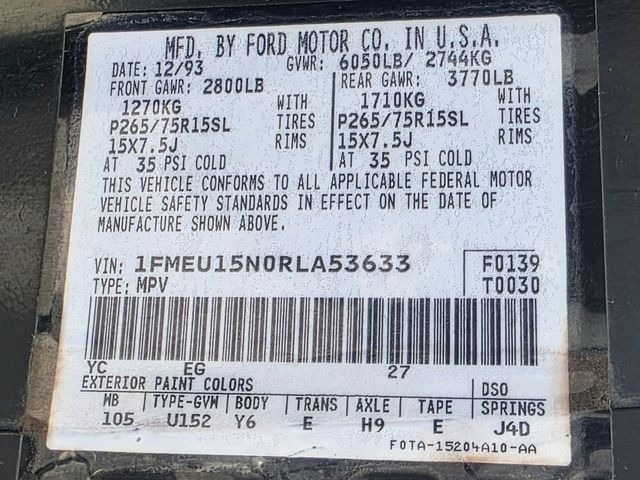 MFD. BY FORD MOTOR CO. IN U.S.A.
DATE: 12/93 GVWR: 6050LB/ 2744KG
FRONT GAWR: 2800LB REAR GAWR: 3770LB
1270KG WITH 1710KG WITH
P265/75R15SL TIRES P265/75R15SL TIRES
15X7.5J RIMS 15X7.5J RIMS
AT 35 PSI COLD AT 35 PSI COLD
THIS VEHICLE CONFORMS TO ALL APPLICABLE FEDERAL MOTOR
VEHICLE SAFETY STANDARDS IN EFFECT ON THE DATE OF
MANUFACTURE SHOWN ABOVE.
VIN: 1FMEU15N0RLA53633 F0139
TYPE: MPV T0030
YC EG 27
EXTERIOR PAINT COLORS DSO
WB TYPE-GVW BODY TRANS AXLE TAPE SPRINGS
105 U152 Y6 E H9 E J4D
F0TA-15204A10-AA